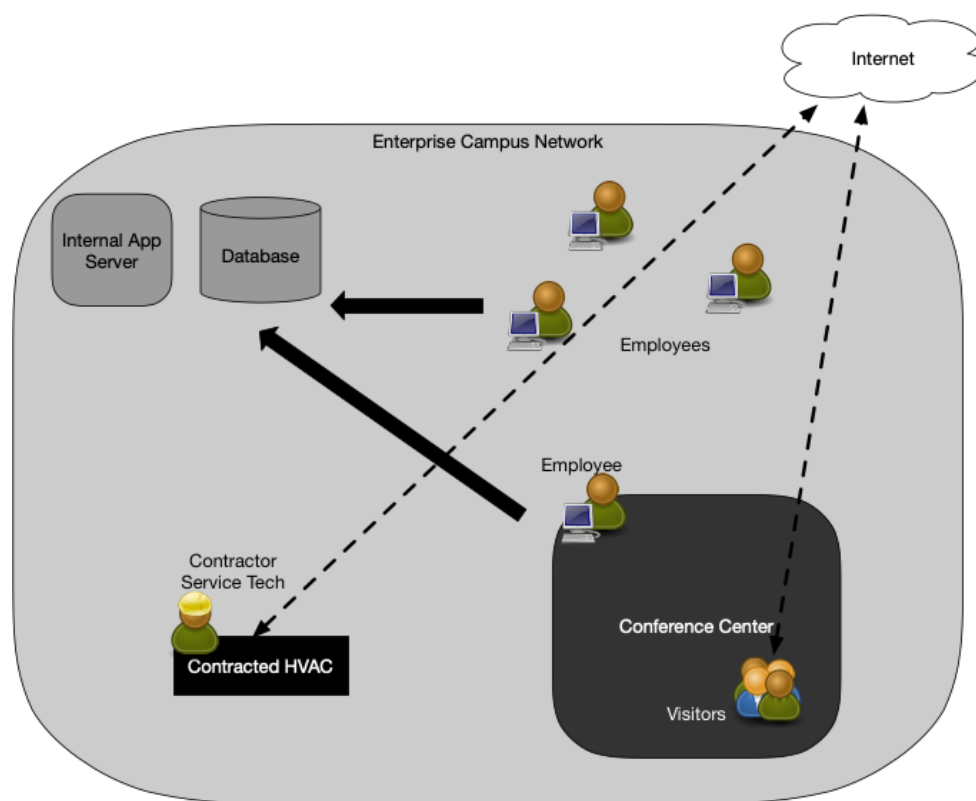 Internet
Enterprise Campus Network
Internal App
Server
Database
Employees
Employee
Contractor
Service Tech
Contracted HVAC
Conference Center
Visitors